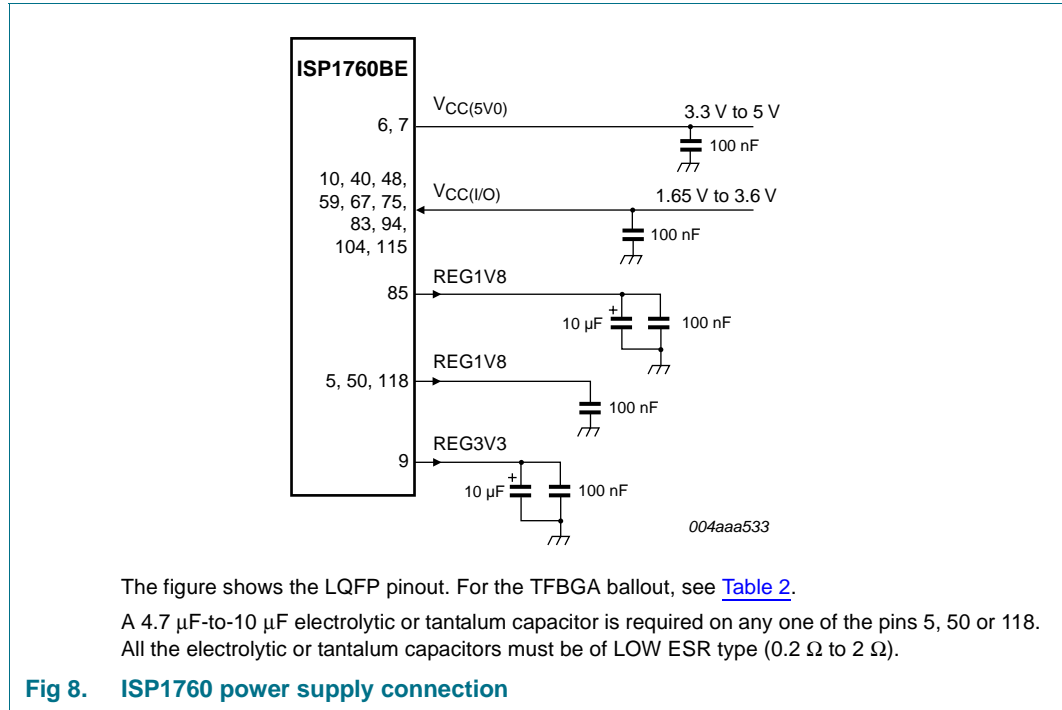 ISP1760BE
VCC(5V0)
3.3 V to 5 V
6, 7
100 nF
10, 40, 48,
59, 67, 75,
83, 94,
104, 115
VCC(I/O)
1.65 V to 3.6 V
100 nF
85
REG1V8
+
10 μF
100 nF
5, 50, 118
REG1V8
100 nF
9
REG3V3
+
10 μF
100 nF
004aaa533
The figure shows the LQFP pinout. For the TFBGA ballout, see Table 2.
A 4.7 μF-to-10 μF electrolytic or tantalum capacitor is required on any one of the pins 5, 50 or 118.
All the electrolytic or tantalum capacitors must be of LOW ESR type (0.2 Ω to 2 Ω).
Fig 8. ISP1760 power supply connection